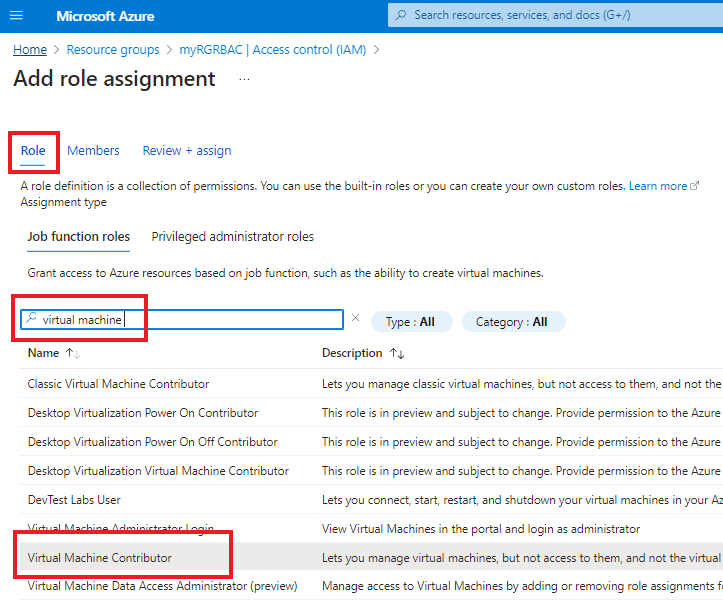 Microsoft Azure
Search resources, services, and docs (G+/)
Home > Resource groups > myRGRBAC | Access control (IAM) >
Add role assignment ...
Role Members Review + assign
A role definition is a collection of permissions. You can use the built-in roles or you can create your own custom roles. Learn more
Assignment type
Job function roles Privileged administrator roles
Grant access to Azure resources based on job function, such as the ability to create virtual machines.
virtual machine × Type : All Category : All
Name ↑↓ Description ↑↓
Classic Virtual Machine Contributor Lets you manage classic virtual machines, but not access to them, and not the
Desktop Virtualization Power On Contributor This role is in preview and subject to change. Provide permission to the Azure
Desktop Virtualization Power On Off Contributor This role is in preview and subject to change. Provide permission to the Azure
Desktop Virtualization Virtual Machine Contributor This role is in preview and subject to change. Provide permission to the Azure
DevTest Labs User Lets you connect, start, restart, and shutdown your virtual machines in your Az
Virtual Machine Administrator Login View Virtual Machines in the portal and login as administrator
Virtual Machine Contributor Lets you manage virtual machines, but not access to them, and not the virtual
Virtual Machine Data Access Administrator (preview) Manage access to Virtual Machines by adding or removing role assignments f